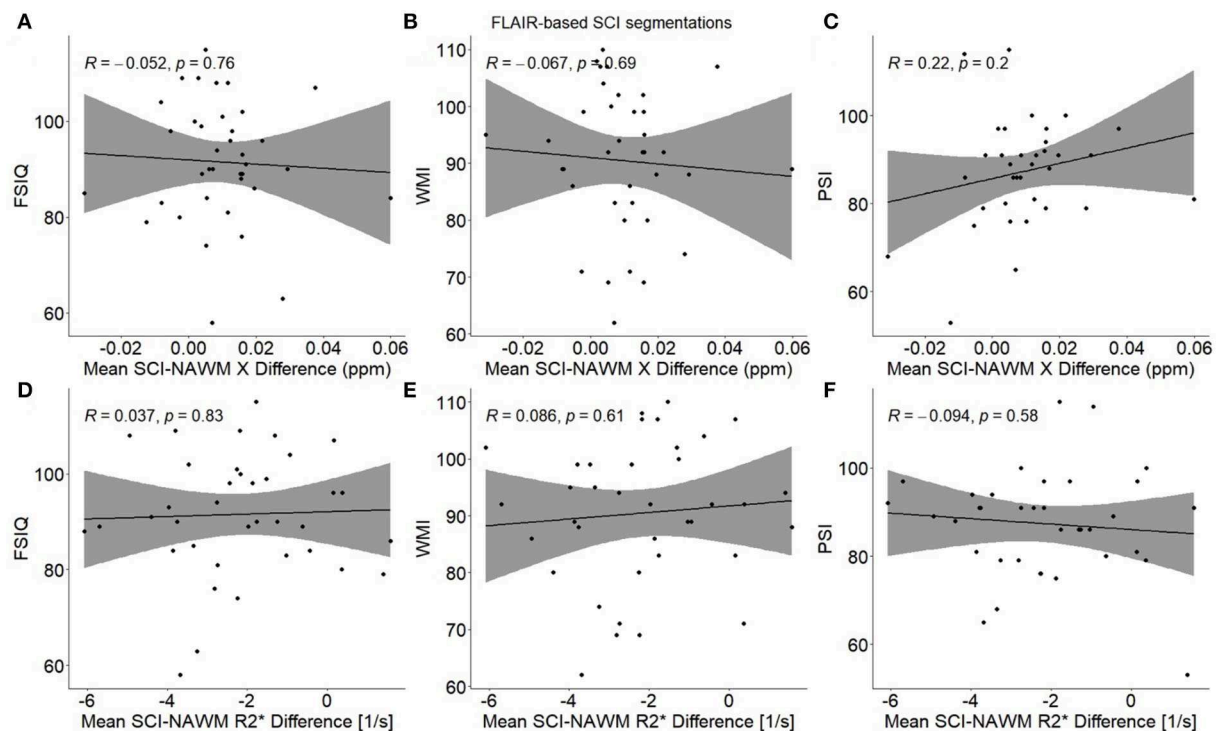 A
B
FLAIR-based SCI segmentations
C
R = −0.052, p = 0.76
100
80
60
FSIQ
-0.02 0.00 0.02 0.04 0.06
Mean SCI-NAWM X Difference (ppm)
R = −0.067, p = 0.69
110
100
90
80
70
60
WMI
-0.02 0.00 0.02 0.04 0.06
Mean SCI-NAWM X Difference (ppm)
R = 0.22, p = 0.2
100
80
60
PSI
-0.02 0.00 0.02 0.04 0.06
Mean SCI-NAWM X Difference (ppm)
D
R = 0.037, p = 0.83
100
80
60
FSIQ
-6 -4 -2 0
Mean SCI-NAWM R2* Difference [1/s]
E
R = 0.086, p = 0.61
110
100
90
80
70
60
WMI
-6 -4 -2 0
Mean SCI-NAWM R2* Difference [1/s]
F
R = −0.094, p = 0.58
100
80
60
PSI
-6 -4 -2 0
Mean SCI-NAWM R2* Difference [1/s]